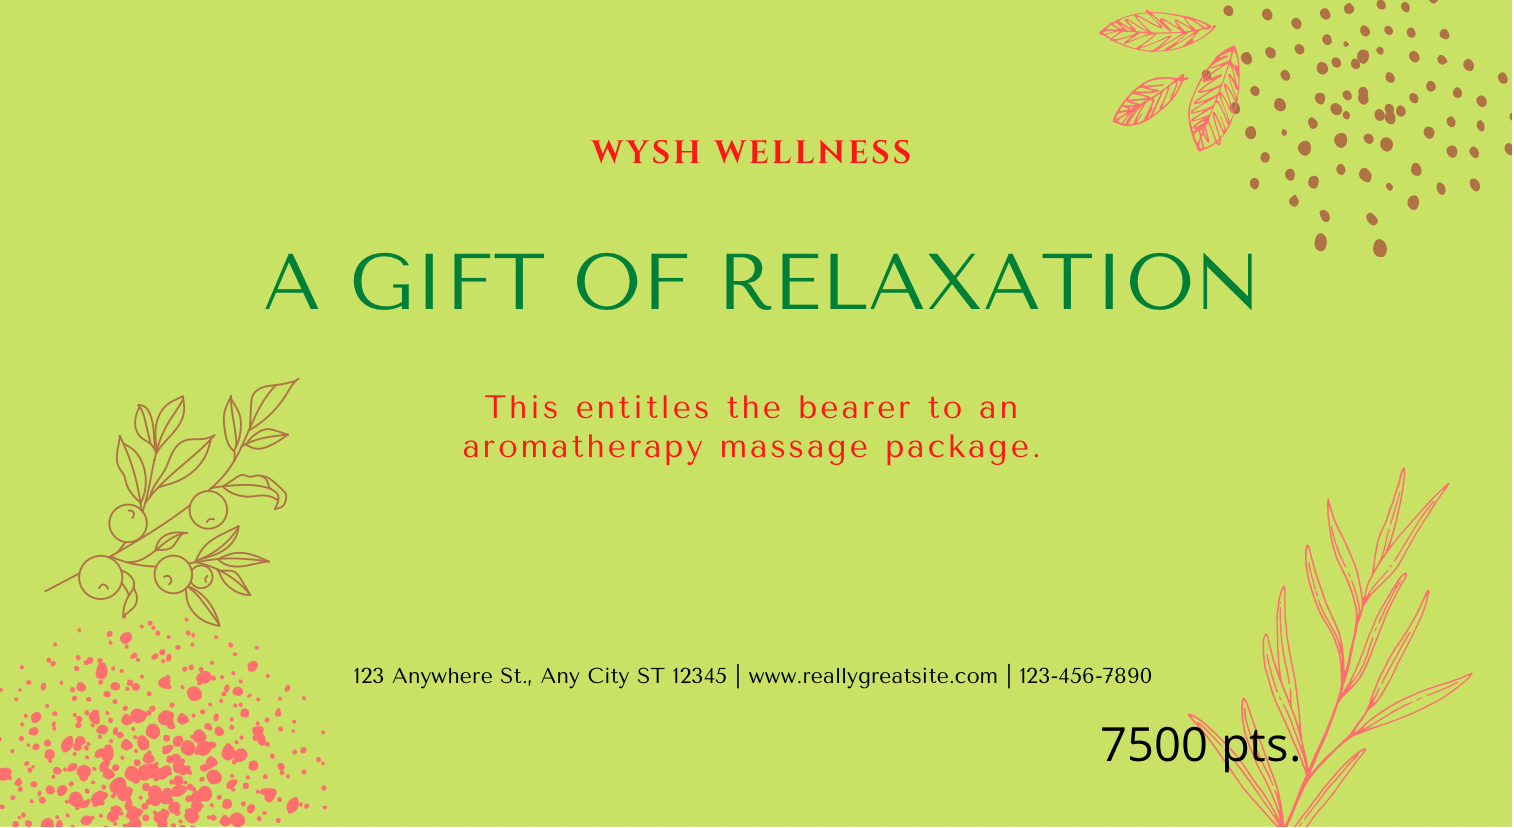 WYSH WELLNESS
A GIFT OF RELAXATION
This entitles the bearer to an
aromatherapy massage package.
123 Anywhere St., Any City ST 12345 | www.reallygreatsite.com | 123-456-7890
7500 pts.